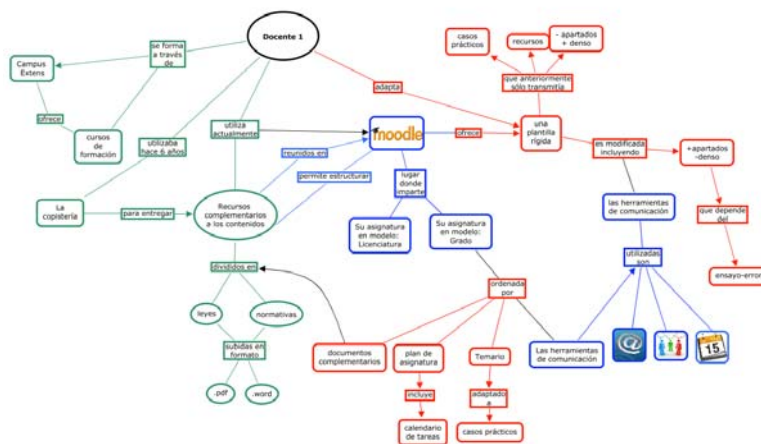 Docente 1
se forma
a través
de
Campus
Extens
ofrece
cursos
de
formación
utilizaba
hace 6 años
utiliza
actualmente
La
copistería
para entregar
Recursos
complementarios
a los contenidos
reunidos en
permite estructurar
moodle
adapta
ofrece
una
plantilla
rígida
que anteriormente
sólo transmitía
casos
prácticos
recursos
- apartados
+ denso
es modificada
incluyendo
+apartados
-denso
que depende
del
ensayo-error
las herramientas
de comunicación
utilizadas
son
@
15
lugar
donde
imparte
Su asignatura
en modelo:
Licenciatura
Su asignatura
en modelo:
Grado
ordenada
por
divididos en
leyes
normativas
subidas en
formato
.pdf
.word
documentos
complementarios
plan de
asignatura
incluye
calendario
de tareas
Temario
adaptado
a
casos prácticos
Las herramientas
de comunicación